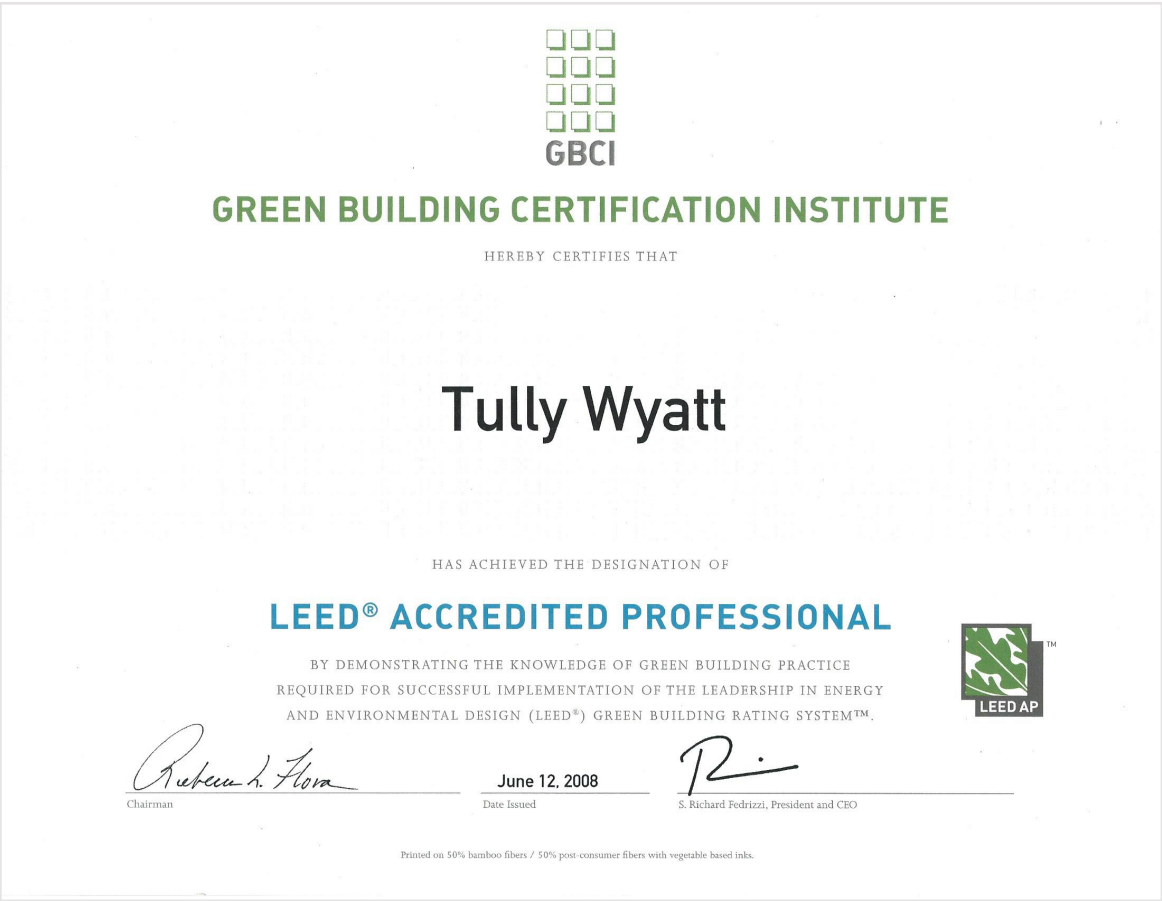 GBCI
GREEN BUILDING CERTIFICATION INSTITUTE
HEREBY CERTIFIES THAT
Tully Wyatt
HAS ACHIEVED THE DESIGNATION OF
LEED® ACCREDITED PROFESSIONAL
BY DEMONSTRATING THE KNOWLEDGE OF GREEN BUILDING PRACTICE
REQUIRED FOR SUCCESSFUL IMPLEMENTATION OF THE LEADERSHIP IN ENERGY
AND ENVIRONMENTAL DESIGN (LEED®) GREEN BUILDING RATING SYSTEM™.
TM
LEED AP
L. Flora
June 12, 2008
Chairman
Date Issued
S. Richard Fedrizzi, President and CEO
Printed on 50% bamboo fibers / 50% post-consumer fibers with vegetable based inks.